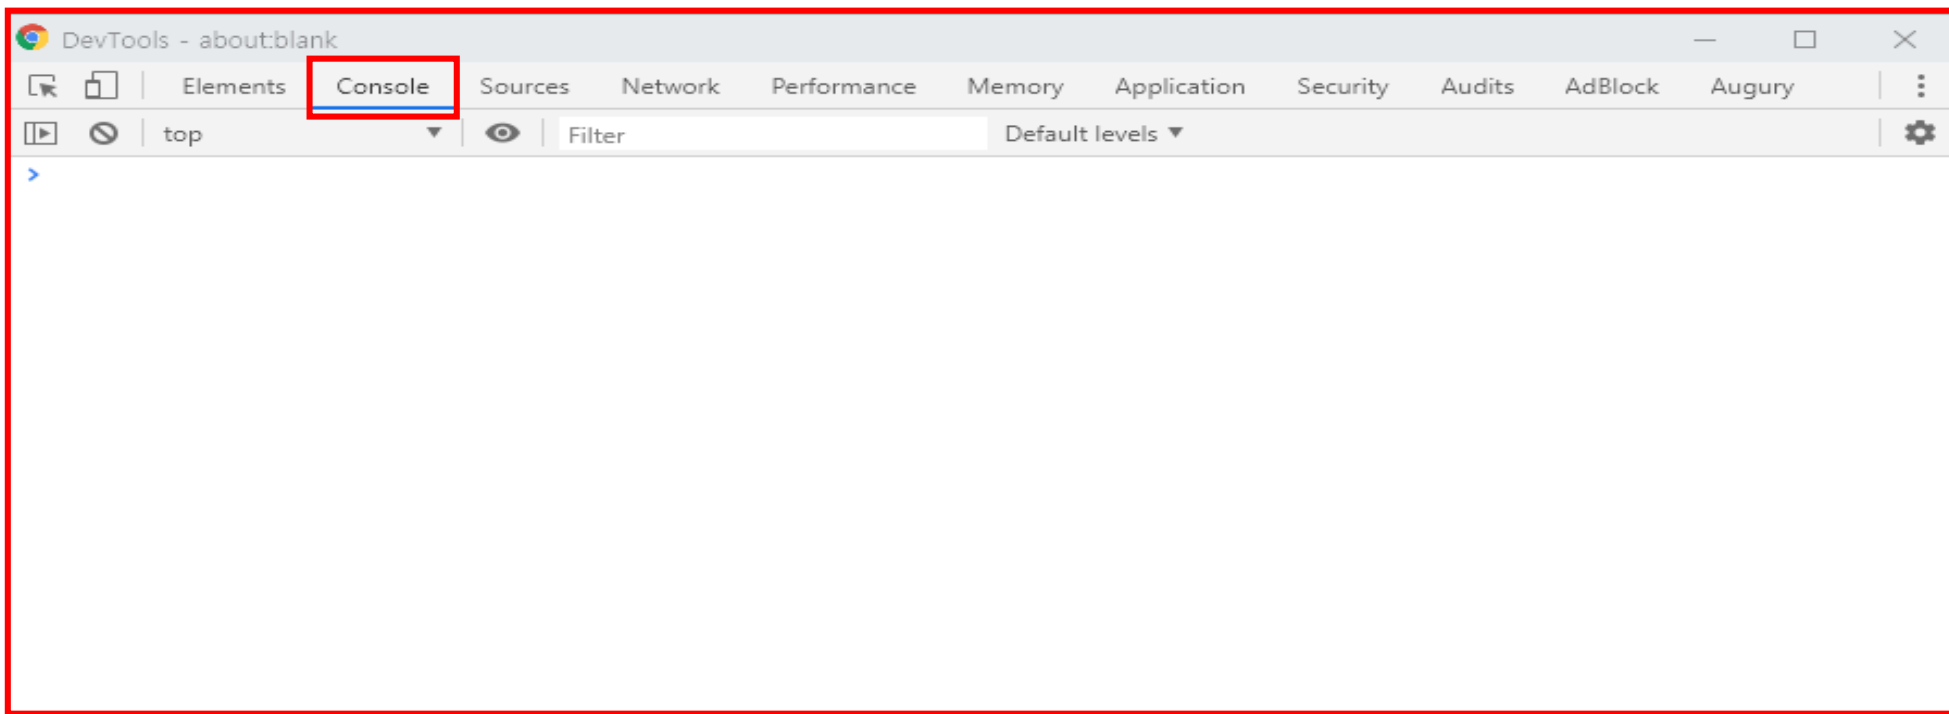 DevTools - about:blank
Elements Console Sources Network Performance Memory Application Security Audits AdBlock Augury
top Filter Default levels